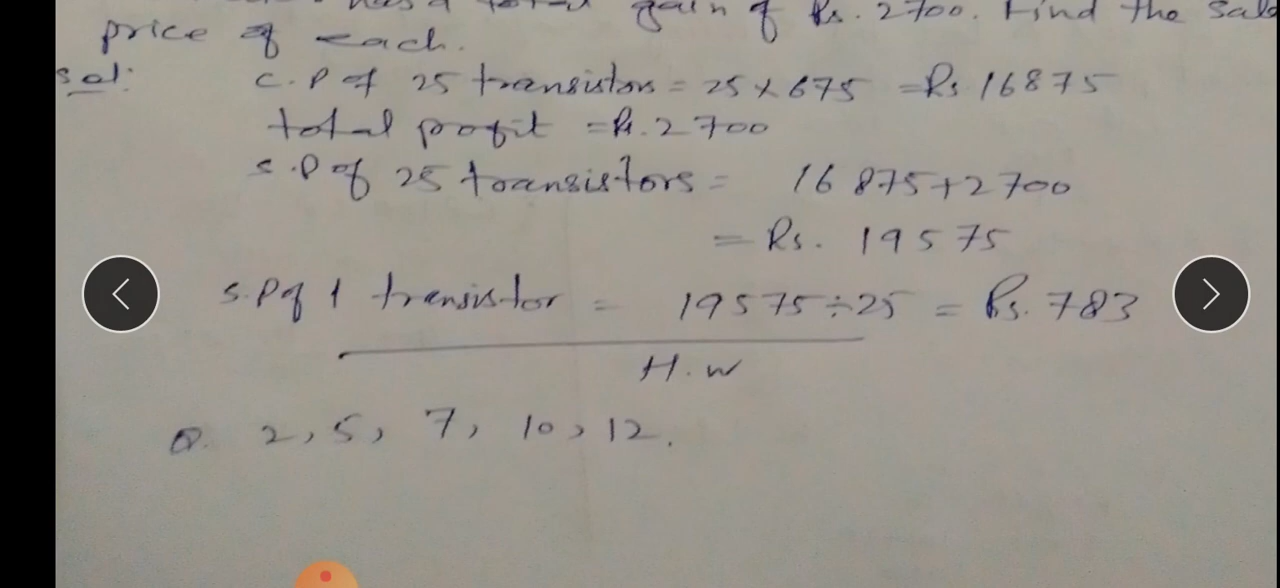 has a total gain of Rs. 2700. Find the Sale
price of each.
sol: C.P of 25 transistors = 25 x 675 = Rs 16875
total profit = Rs. 2700
S.P of 25 transistors = 16875+2700
= Rs. 19575
S.P of 1 transistor = 19575÷25 = Rs. 783
H.W
Q. 2, 5, 7, 10, 12.